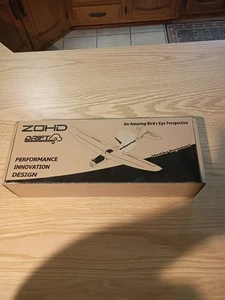 ZOHD
DRIFT
An Amazing Bird's Eye Perspective
PERFORMANCE
INNOVATION
DESIGN